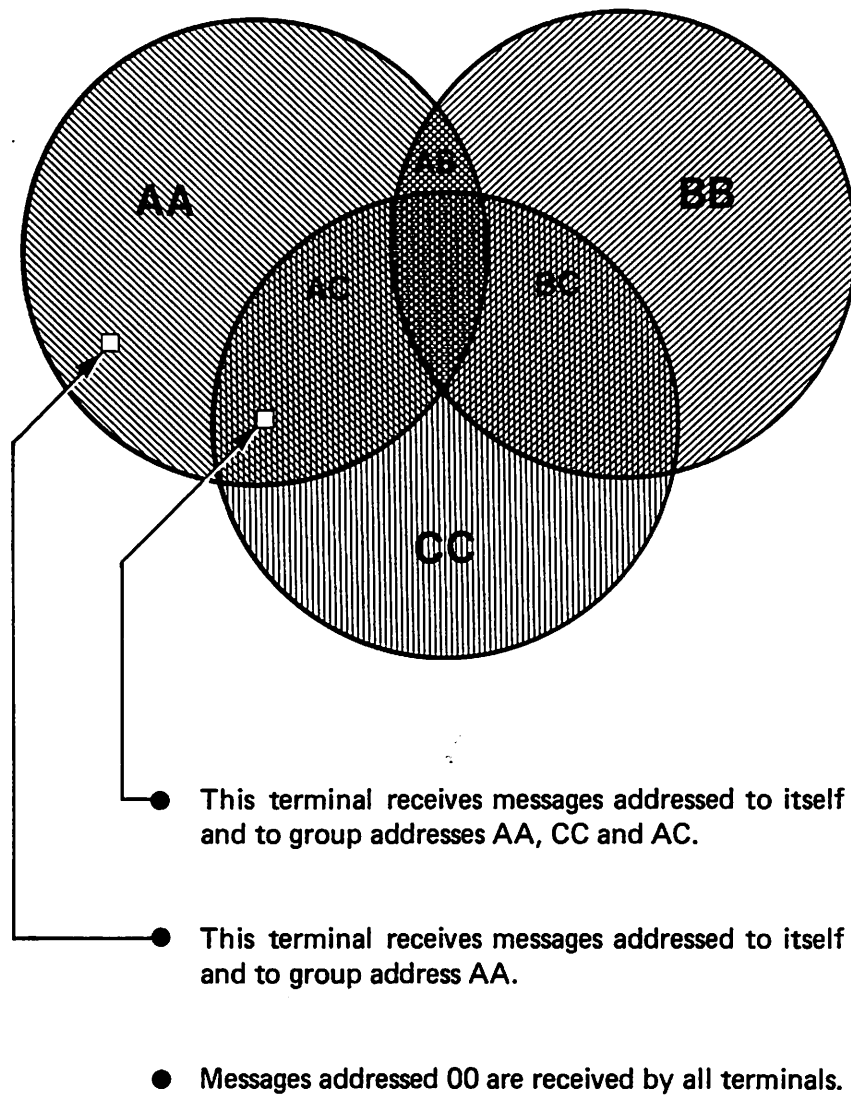 AB
AA
BB
AC
BC
CC
This terminal receives messages addressed to itself
and to group addresses AA, CC and AC.
This terminal receives messages addressed to itself
and to group address AA.
Messages addressed 00 are received by all terminals.